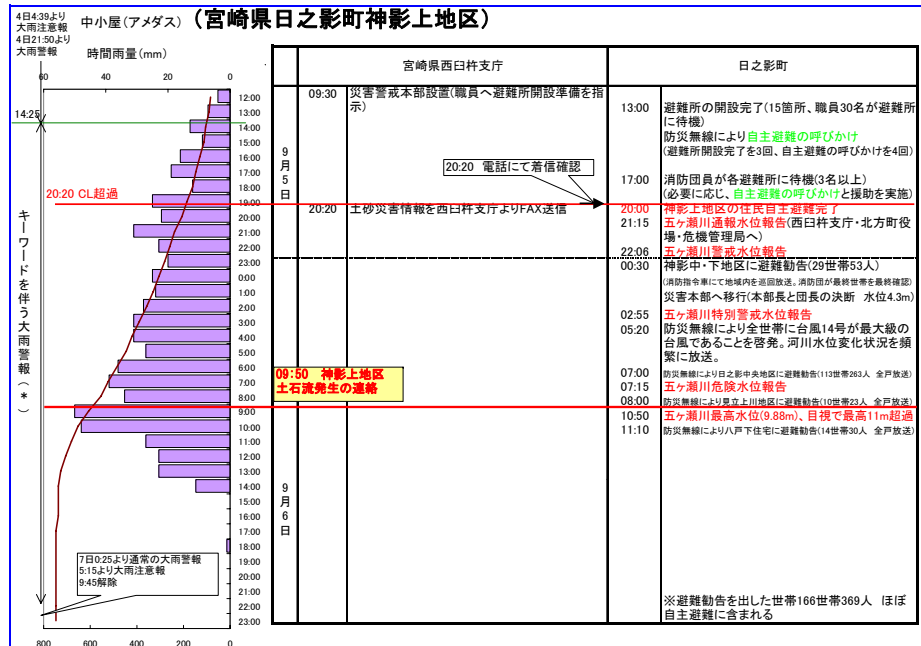 4日4:39より
大雨注意報
4日21:50より
大雨警報
中小屋(アメダス)
(宮崎県日之影町神影上地区)
時間雨量(mm)
60
40
20
0
14:25
20:20 CL超過
キーワードを伴う大雨警報(*)
12:00
13:00
14:00
15:00
16:00
17:00
18:00
19:00
20:00
21:00
22:00
23:00
0:00
1:00
2:00
3:00
4:00
5:00
6:00
7:00
8:00
9:00
10:00
11:00
12:00
13:00
14:00
15:00
16:00
17:00
18:00
19:00
20:00
21:00
22:00
23:00
7日0:25より通常の大雨警報
5:15より大雨注意報
9:45解除
800
600
400
200
0
宮崎県西臼杵支庁
日之影町
9月5日
09:30 災害警戒本部設置(職員へ避難所開設準備を指
示)
20:20 電話にて着信確認
20:20 土砂災害情報を西臼杵支庁よりFAX送信
13:00 避難所の開設完了(15箇所、職員30名が避難所
に待機)
防災無線により自主避難の呼びかけ
(避難所開設完了を3回、自主避難の呼びかけを4回)
17:00 消防団員が各避難所に待機(3名以上)
(必要に応じ、自主避難の呼びかけと援助を実施)
20:00 神影上地区の住民自主避難完了
21:15 五ヶ瀬川通報水位報告(西臼杵支庁・北方町役
場・危機管理局へ)
22:06 五ヶ瀬川警戒水位報告
9月6日
09:50 神影上地区
土石流発生の連絡
00:30 神影中・下地区に避難勧告(29世帯53人)
(消防指令車にて地域内を巡回放送。消防団が最終世帯を最終確認)
災害本部へ移行(本部長と団長の決断 水位4.3m)
02:55 五ヶ瀬川特別警戒水位報告
05:20 防災無線により全世帯に台風14号が最大級の
台風であることを啓発。河川水位変化状況を頻
繁に放送。
07:00 防災無線により日之影中央地区に避難勧告(113世帯263人 全戸放送)
07:15 五ヶ瀬川危険水位報告
08:00 防災無線により見立上川地区に避難勧告(10世帯23人 全戸放送)
10:50 五ヶ瀬川最高水位(9.88m)、目視で最高11m超過
11:10 防災無線により八戸下住宅に避難勧告(14世帯30人 全戸放送)
※避難勧告を出した世帯166世帯369人 ほぼ
自主避難に含まれる